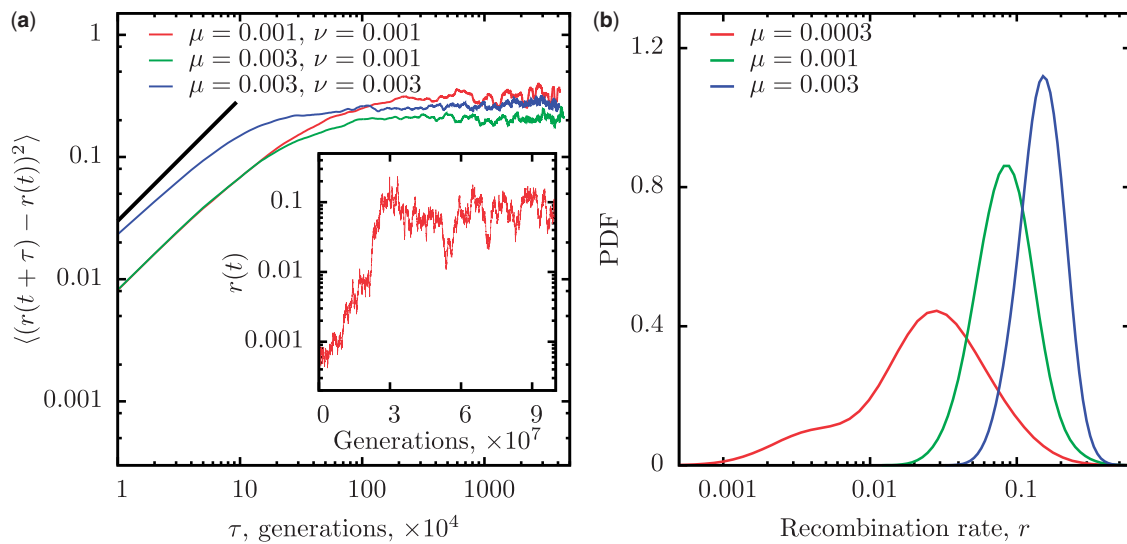 (a)
1
0.1
0.01
0.001
⟨(r(t + τ) − r(t))²⟩
μ = 0.001, ν = 0.001
μ = 0.003, ν = 0.001
μ = 0.003, ν = 0.003
0.1
0.01
0.001
r(t)
0 3 6 9
Generations, ×10⁷
1 10 100 1000
τ, generations, ×10⁴
(b)
1.2
0.8
0.4
0
PDF
μ = 0.0003
μ = 0.001
μ = 0.003
0.001 0.01 0.1
Recombination rate, r